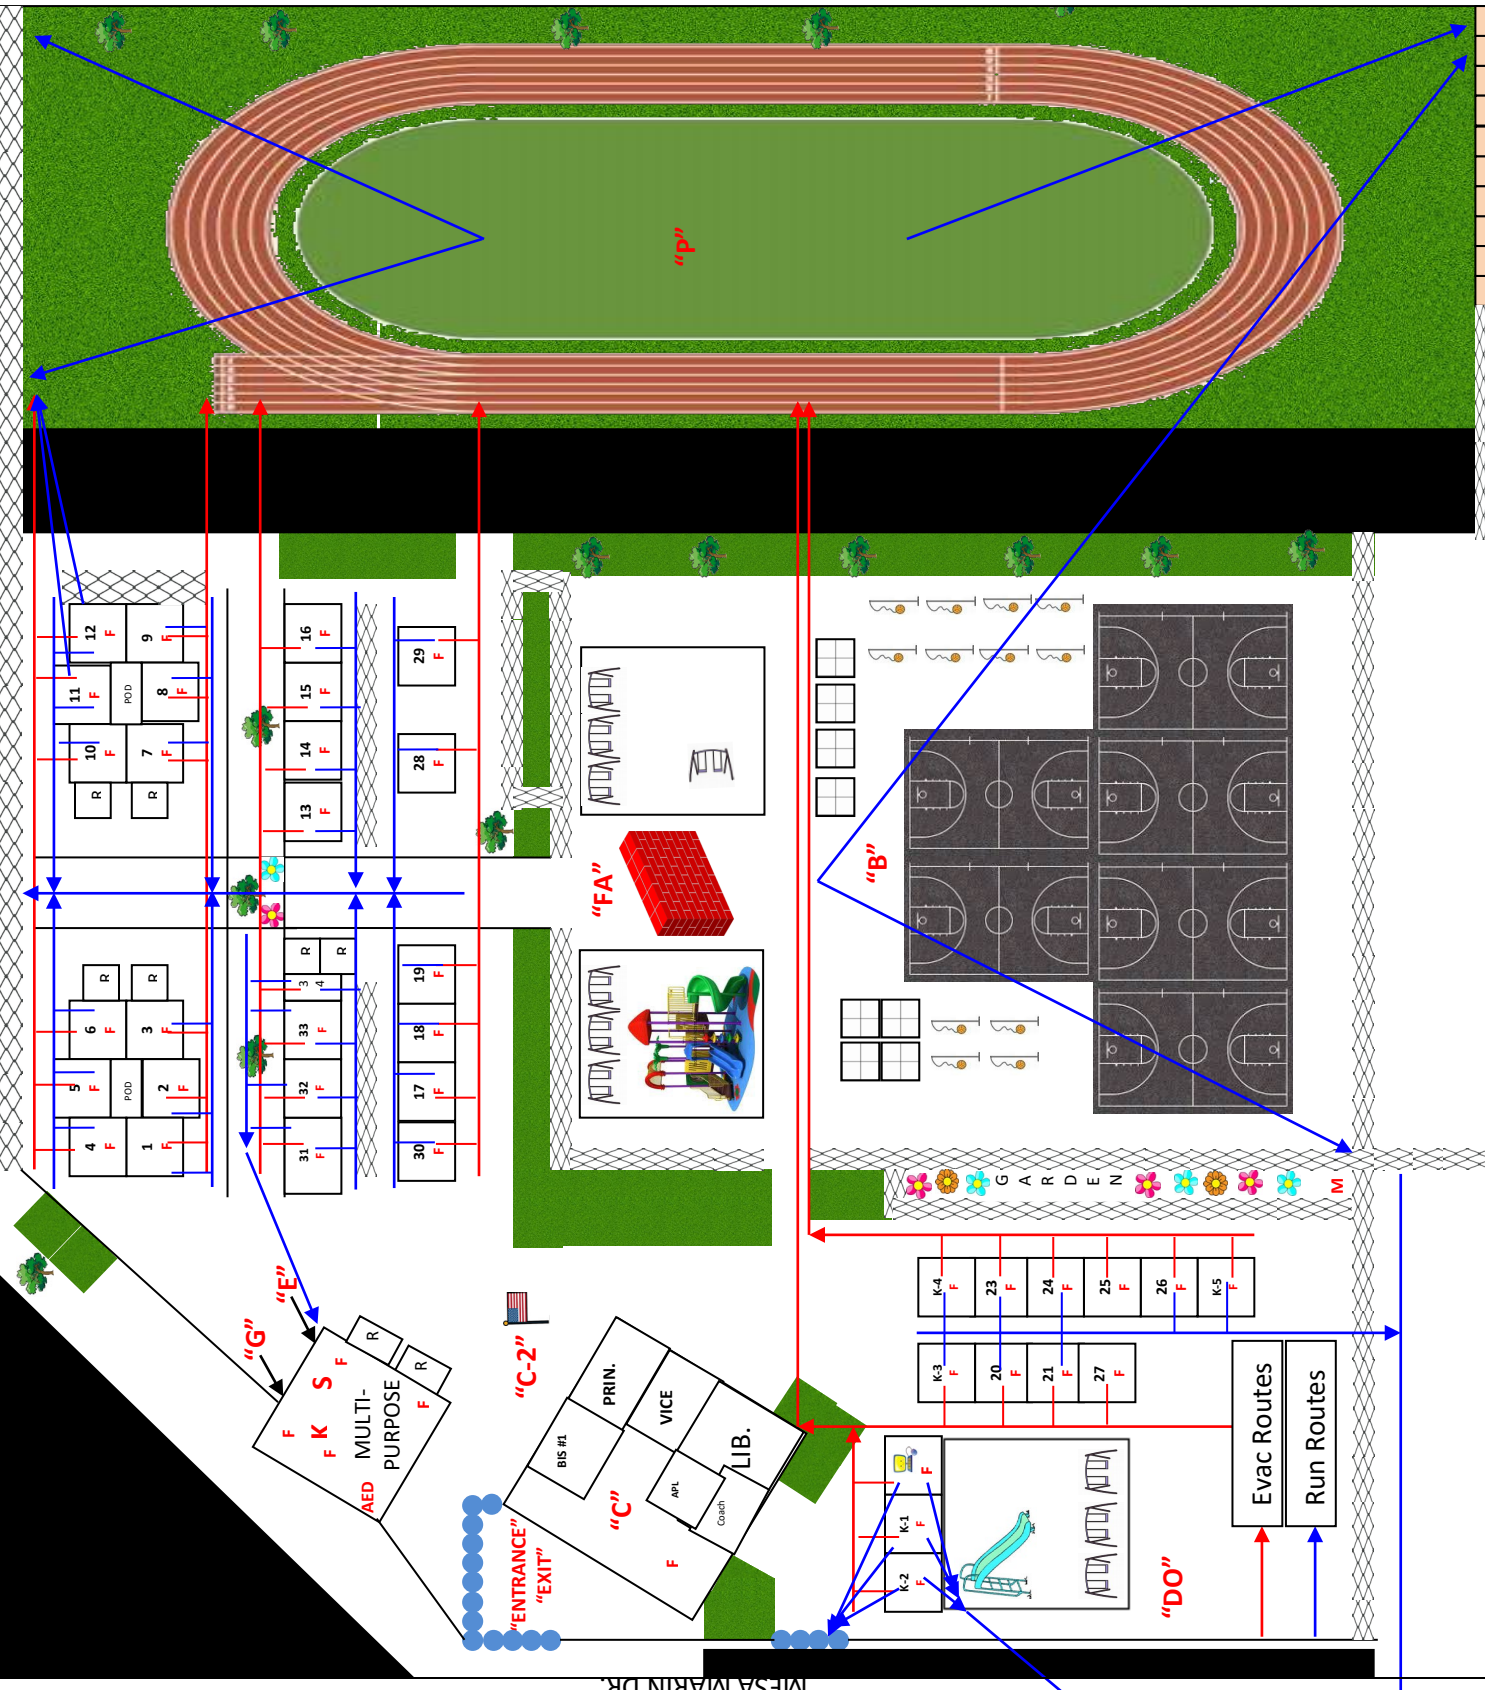 “P”
12
F
9
F
11
F
POD
8
F
10
F
7
F
R
R
16
F
15
F
14
F
13
F
29
F
28
F
“FA”
“B”
R
R
6
F
3
F
5
F
POD
2
F
4
F
1
F
R
R
3
4
33
F
32
F
31
F
19
F
18
F
17
F
30
F
GARDEN
M
“E”
“G”
R
R
F
F
F
F
S
K
MULTI-
PURPOSE
AED
“C-2”
PRIN.
VICE
BIS #1
LIB.
APL
Coach
“C”
F
“ENTRANCE”
“EXIT”
K-4
F
23
F
24
F
25
F
26
F
K-5
F
K-3
F
20
F
21
F
27
F
F
K-1
F
K-2
F
“DO”
Evac Routes
Run Routes
MESA MARIN DR.